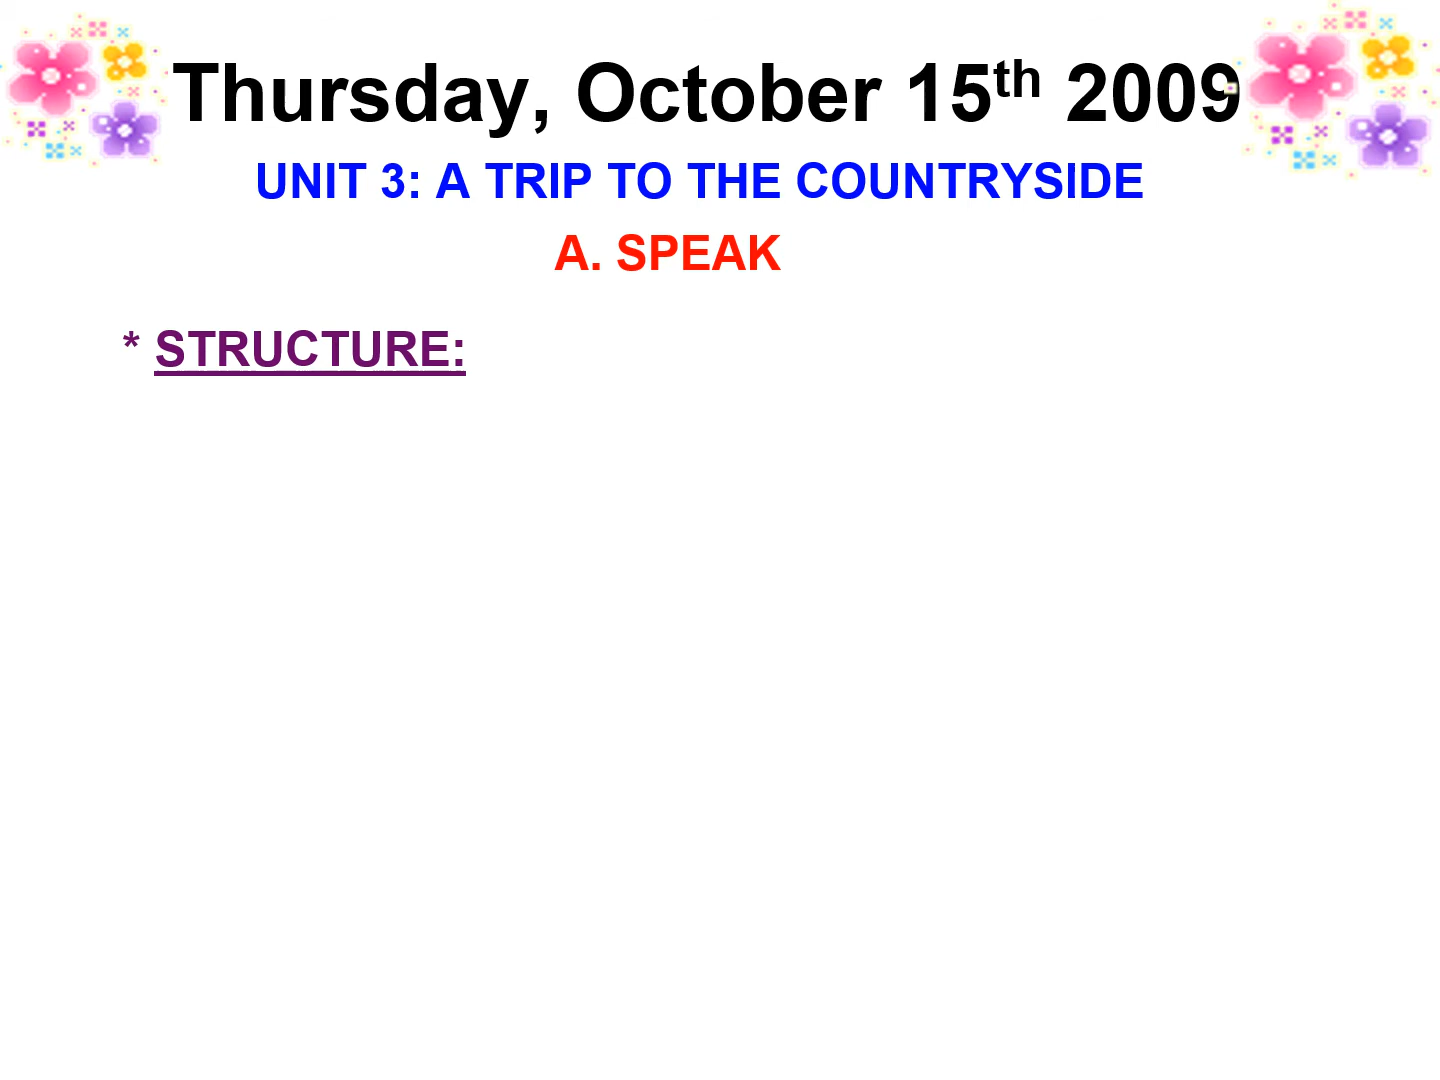 Thursday, October 15th 2009
UNIT 3: A TRIP TO THE COUNTRYSIDE
A. SPEAK
* STRUCTURE: